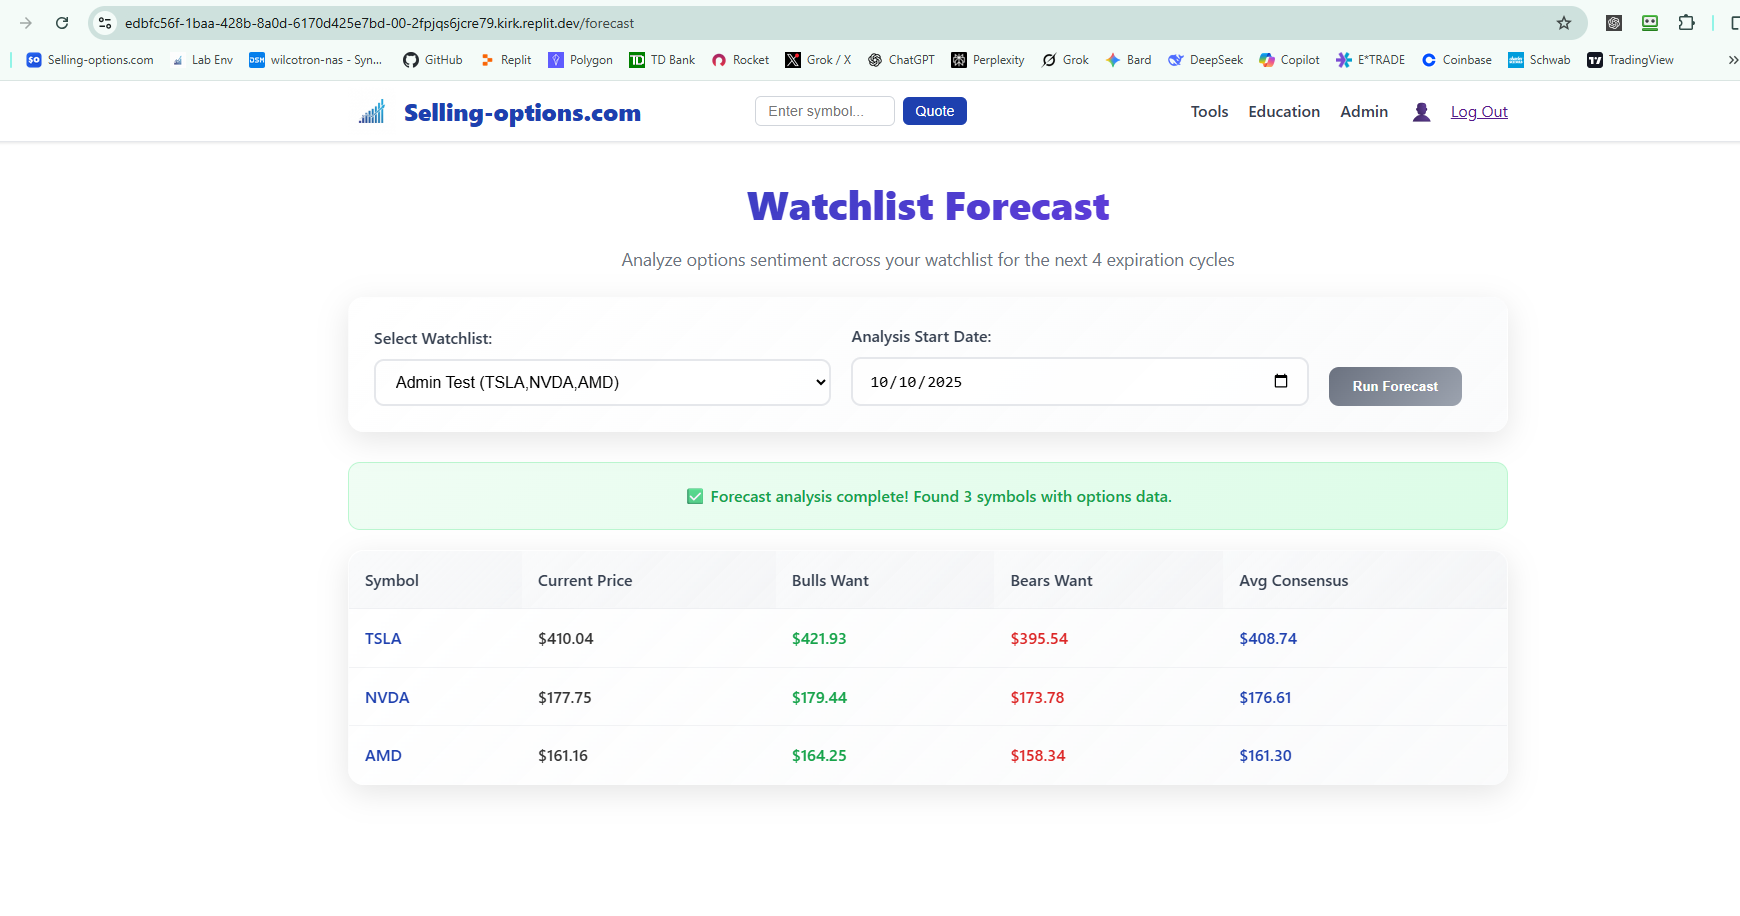 edbfc56f-1baa-428b-8a0d-6170d425e7bd-00-2fpjqs6jcre79.kirk.replit.dev/forecast
SO Selling-options.com Lab Env DSM wilcotron-nas - Syn... GitHub Replit Polygon TD TD Bank Rocket Grok / X ChatGPT Perplexity Grok Bard DeepSeek Copilot E*TRADE Coinbase Schwab TradingView »
Selling-options.com Enter symbol... Quote Tools Education Admin Log Out
Watchlist Forecast
Analyze options sentiment across your watchlist for the next 4 expiration cycles
Select Watchlist: Analysis Start Date:
Admin Test (TSLA,NVDA,AMD) 10/10/2025 Run Forecast
✅ Forecast analysis complete! Found 3 symbols with options data.
Symbol Current Price Bulls Want Bears Want Avg Consensus
TSLA $410.04 $421.93 $395.54 $408.74
NVDA $177.75 $179.44 $173.78 $176.61
AMD $161.16 $164.25 $158.34 $161.30